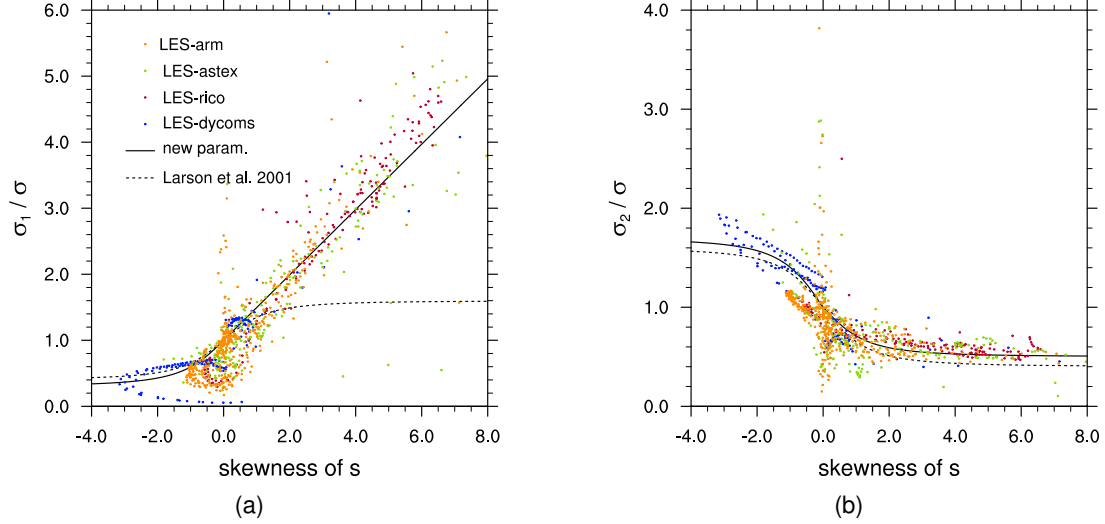 6.0
5.0
4.0
3.0
2.0
1.0
0.0
σ1 / σ
LES-arm
LES-astex
LES-rico
LES-dycoms
new param.
Larson et al. 2001
-4.0 -2.0 0.0 2.0 4.0 6.0 8.0
skewness of s
(a)
4.0
3.0
2.0
1.0
0.0
σ2 / σ
-4.0 -2.0 0.0 2.0 4.0 6.0 8.0
skewness of s
(b)